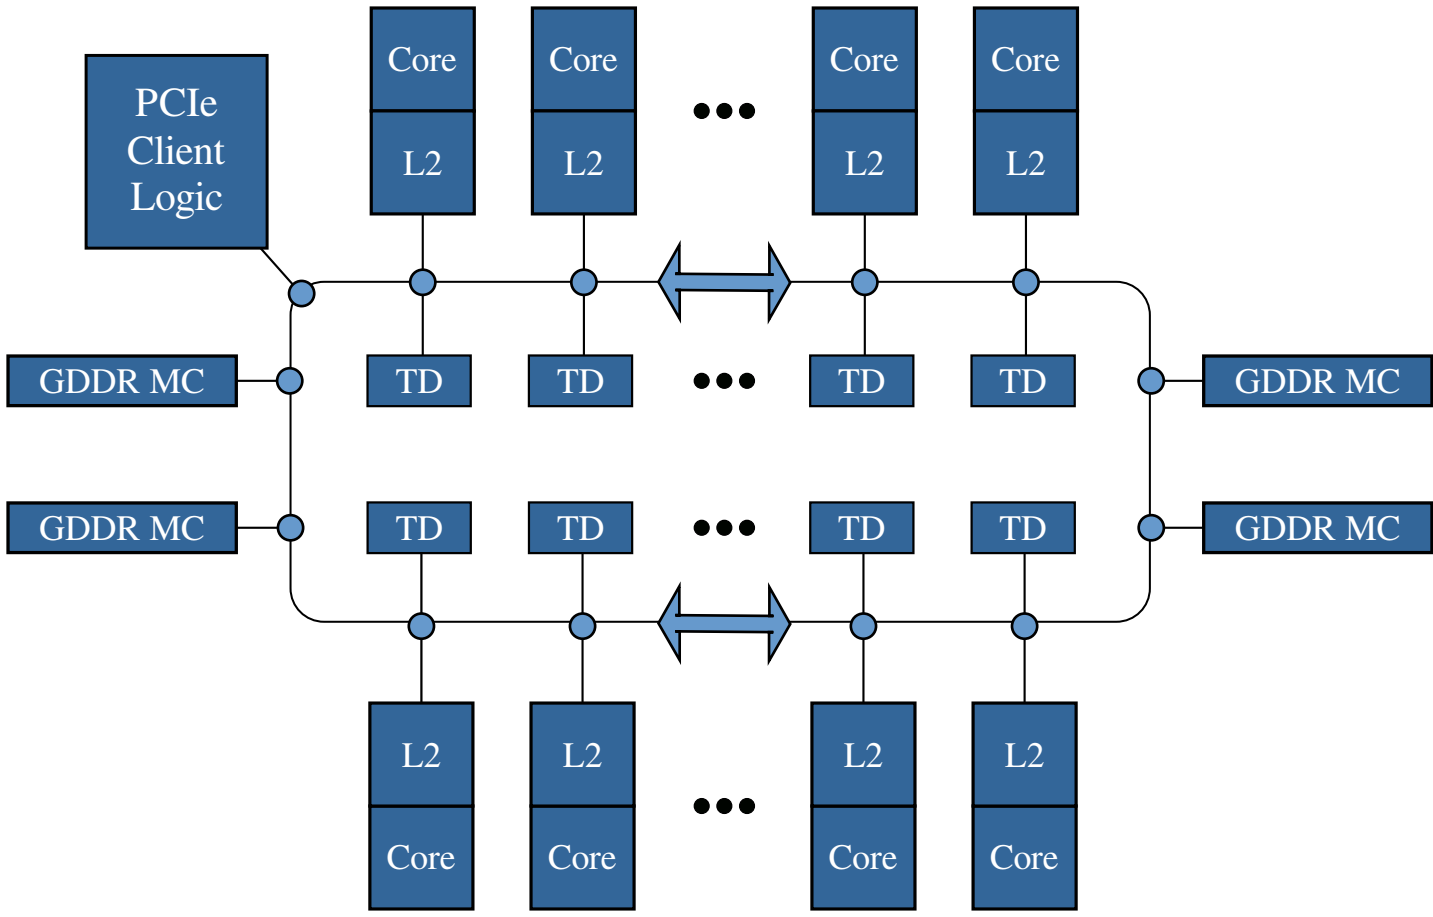 Core Core Core Core
PCIe
Client
Logic
L2 L2 L2 L2
GDDR MC TD TD TD TD GDDR MC
GDDR MC TD TD TD TD GDDR MC
L2 L2 L2 L2
Core Core Core Core